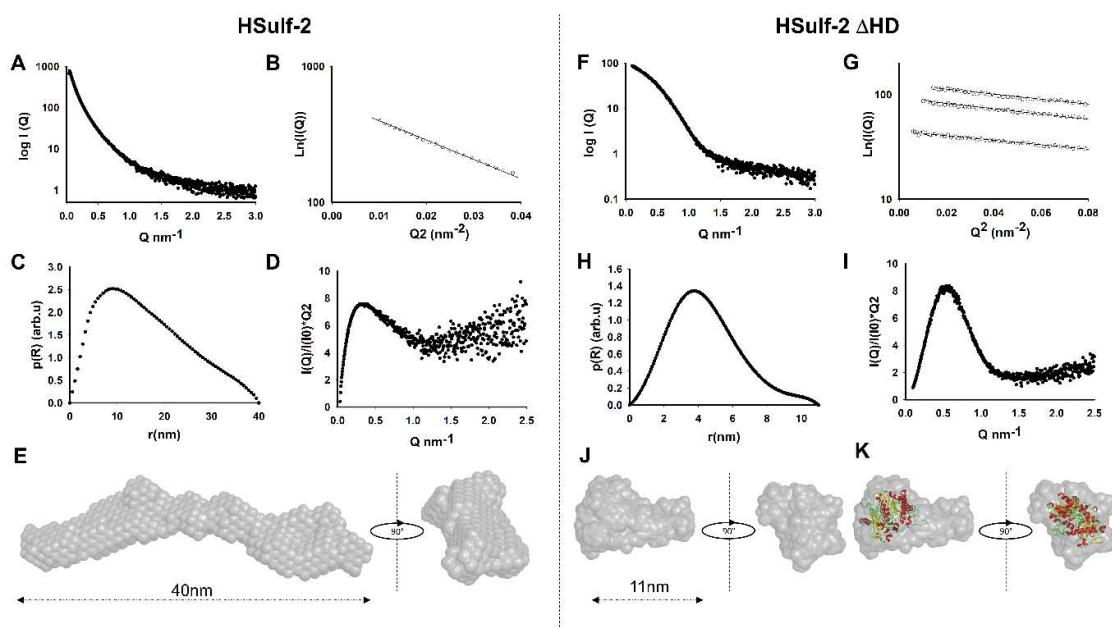 HSulf-2
HSulf-2 ΔHD
A
1000
100
10
5
1
log I (Q)
0.0 0.5 1.0 1.5 2.0 2.5 3.0
Q nm-1
B
1000
100
Ln(I(Q))
0.00 0.01 0.02 0.03 0.04
Q2 (nm-2)
F
100
10
1
0.1
log I (Q)
0.0 0.5 1.0 1.5 2.0 2.5 3.0
Q nm-1
G
100
10
Ln(I(Q))
0.00 0.02 0.04 0.06 0.08
Q2 (nm-2)
C
3.0
2.5
2.0
1.5
1.0
0.5
0.0
p(R) (arb.u)
0 10 20 30 40
r(nm)
D
10
8
6
4
2
0
I(Q)/I(I0)*Q2
0.0 0.5 1.0 1.5 2.0 2.5
Q nm-1
H
1.6
1.4
1.2
1.0
0.8
0.6
0.4
0.2
0.0
p(R) (arb.u)
0 2 4 6 8 10
r(nm)
I
10
8
6
4
2
0
I(Q)/I(I0)*Q2
0.0 0.5 1.0 1.5 2.0 2.5
Q nm-1
E
90°
40nm
J
90°
11nm
K
90°